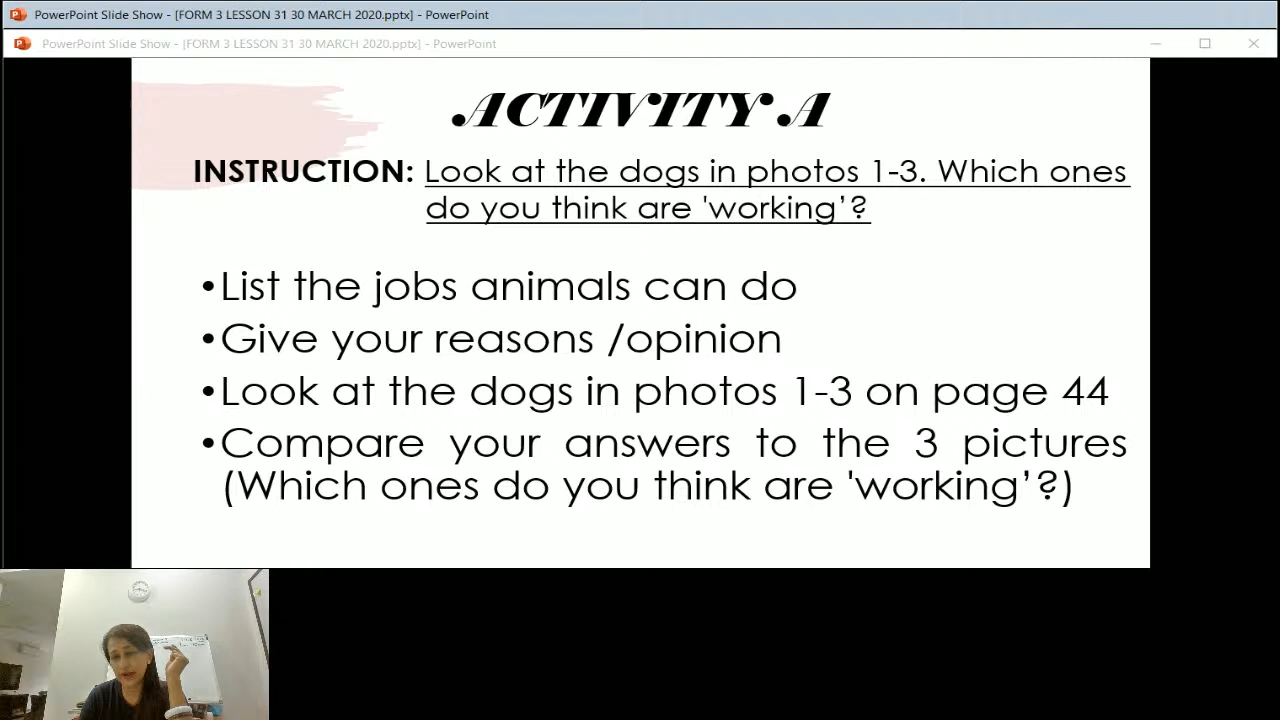 PowerPoint Slide Show - [FORM 3 LESSON 31 30 MARCH 2020.pptx] - PowerPoint
PowerPoint Slide Show - [FORM 3 LESSON 31 30 MARCH 2020.pptx] - PowerPoint
ACTIVITY A
INSTRUCTION: Look at the dogs in photos 1-3. Which ones
do you think are 'working’?
•List the jobs animals can do
•Give your reasons /opinion
•Look at the dogs in photos 1-3 on page 44
•Compare your answers to the 3 pictures
(Which ones do you think are 'working’?)